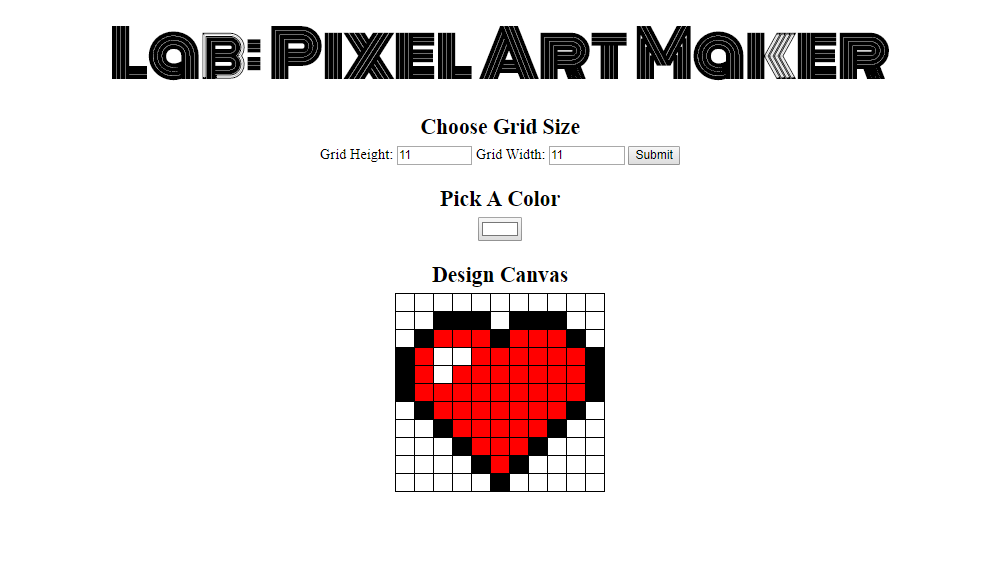 Lab: Pixel Art Maker
Choose Grid Size
Grid Height: 11 Grid Width: 11 Submit
Pick A Color
Design Canvas